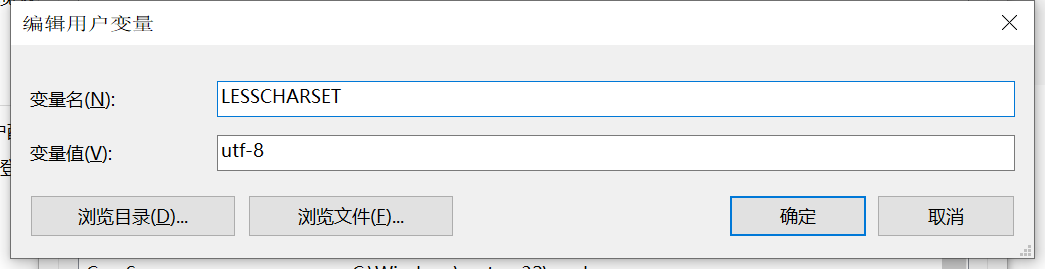 编辑用户变量
变量名(N):
LESSCHARSET
变量值(V):
utf-8
浏览目录(D)...
浏览文件(F)...
确定
取消